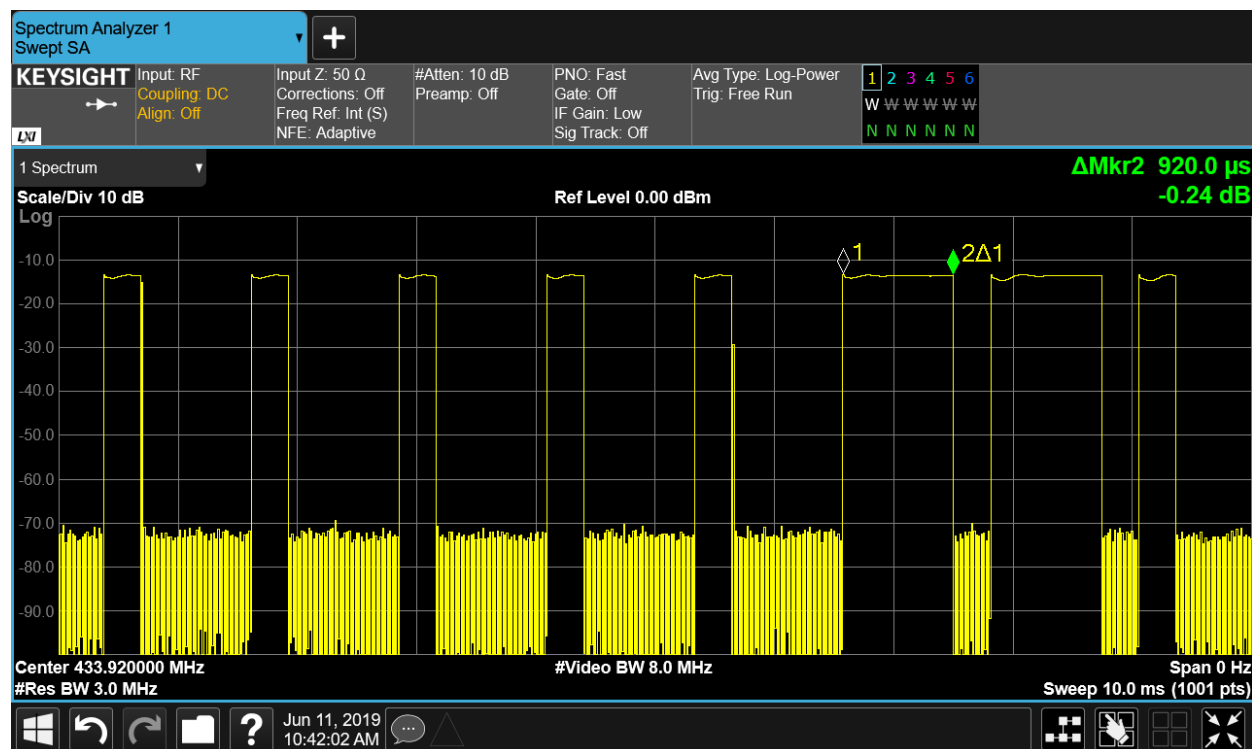 Spectrum Analyzer 1
Swept SA
+
KEYSIGHT
LXI
Input: RF
Coupling: DC
Align: Off
Input Z: 50 Ω
Corrections: Off
Freq Ref: Int (S)
NFE: Adaptive
#Atten: 10 dB
Preamp: Off
PNO: Fast
Gate: Off
IF Gain: Low
Sig Track: Off
Avg Type: Log-Power
Trig: Free Run
1 2 3 4 5 6
W W W W W W
N N N N N N
1 Spectrum
ΔMkr2 920.0 µs
-0.24 dB
Scale/Div 10 dB
Ref Level 0.00 dBm
Log
1
2Δ1
-10.0
-20.0
-30.0
-40.0
-50.0
-60.0
-70.0
-80.0
-90.0
Center 433.920000 MHz
#Video BW 8.0 MHz
Span 0 Hz
#Res BW 3.0 MHz
Sweep 10.0 ms (1001 pts)
?
Jun 11, 2019
10:42:02 AM